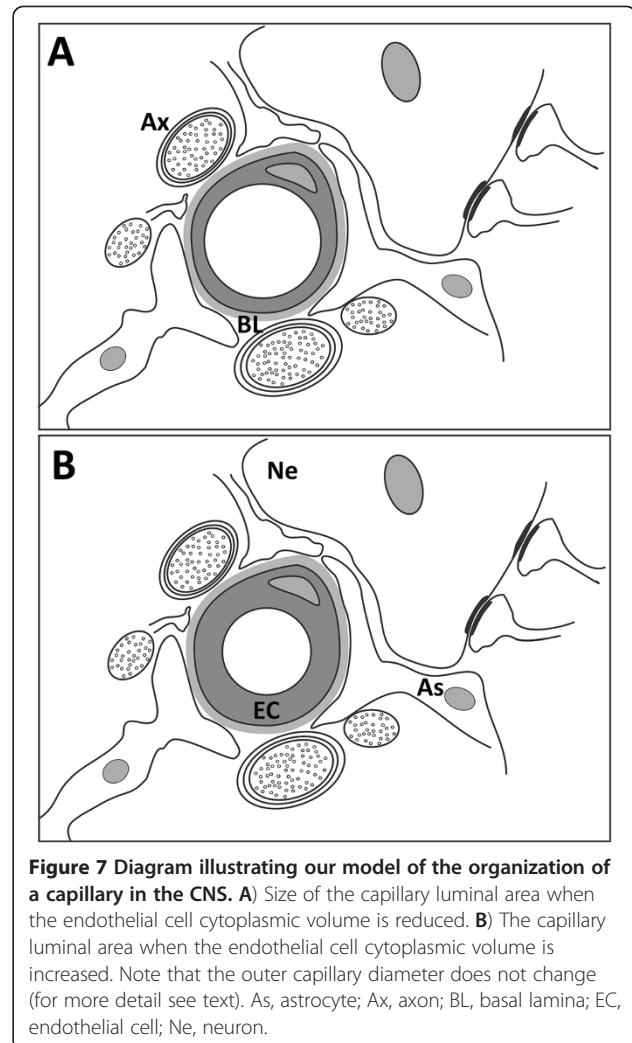 A
Ax
BL
B
Ne
As
EC
Figure 7 Diagram illustrating our model of the organization of
a capillary in the CNS. A) Size of the capillary luminal area when
the endothelial cell cytoplasmic volume is reduced. B) The capillary
luminal area when the endothelial cell cytoplasmic volume is
increased. Note that the outer capillary diameter does not change
(for more detail see text). As, astrocyte; Ax, axon; BL, basal lamina; EC,
endothelial cell; Ne, neuron.